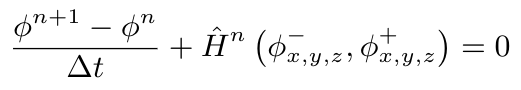 \frac{\phi^{n+1} - \phi^n}{\Delta t} + \hat{H}^n \left( \phi^-_{x,y,z}, \phi^+_{x,y,z} \right) = 0